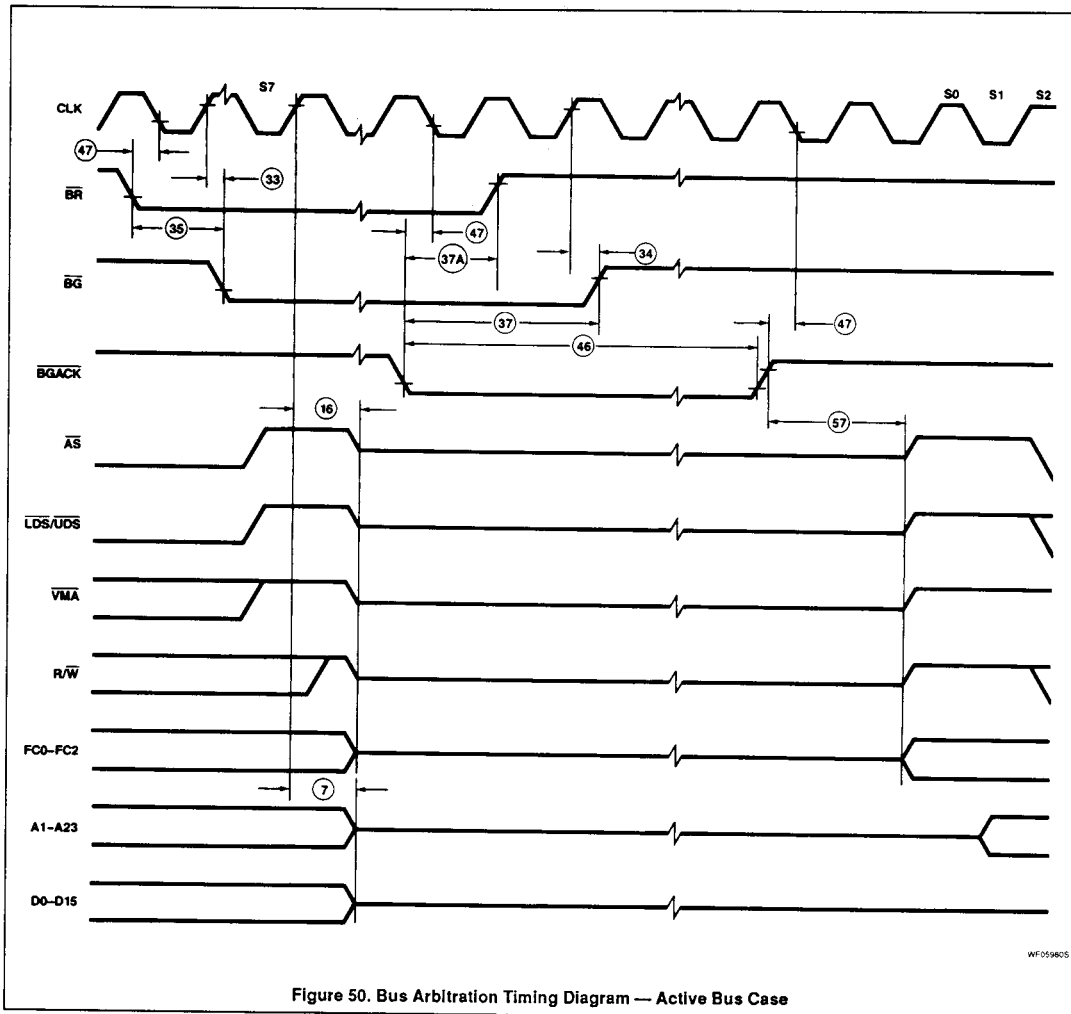 S7
S0 S1 S2
CLK
47
33
BR
35
47
37A
34
BG
37
47
46
BGACK
16
57
AS
LDS/UDS
VMA
R/W
FC0–FC2
7
A1–A23
D0–D15
WF05980S
Figure 50. Bus Arbitration Timing Diagram — Active Bus Case